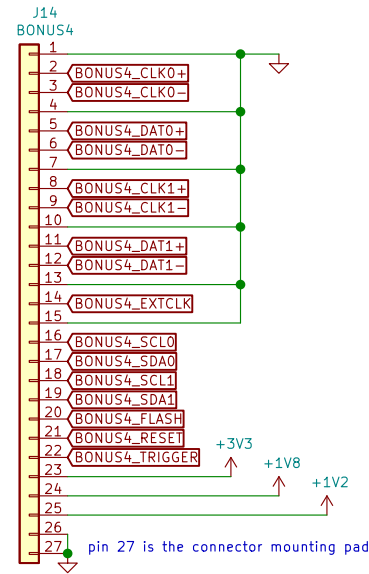 J14
BONUS4
1
2 BONUS4_CLK0+
3 BONUS4_CLK0-
4
5 BONUS4_DAT0+
6 BONUS4_DAT0-
7
8 BONUS4_CLK1+
9 BONUS4_CLK1-
10
11 BONUS4_DAT1+
12 BONUS4_DAT1-
13
14 BONUS4_EXTCLK
15
16 BONUS4_SCL0
17 BONUS4_SDA0
18 BONUS4_SCL1
19 BONUS4_SDA1
20 BONUS4_FLASH
21 BONUS4_RESET
22 BONUS4_TRIGGER
23 +3V3
24 +1V8
25 +1V2
26
27 pin 27 is the connector mounting pad